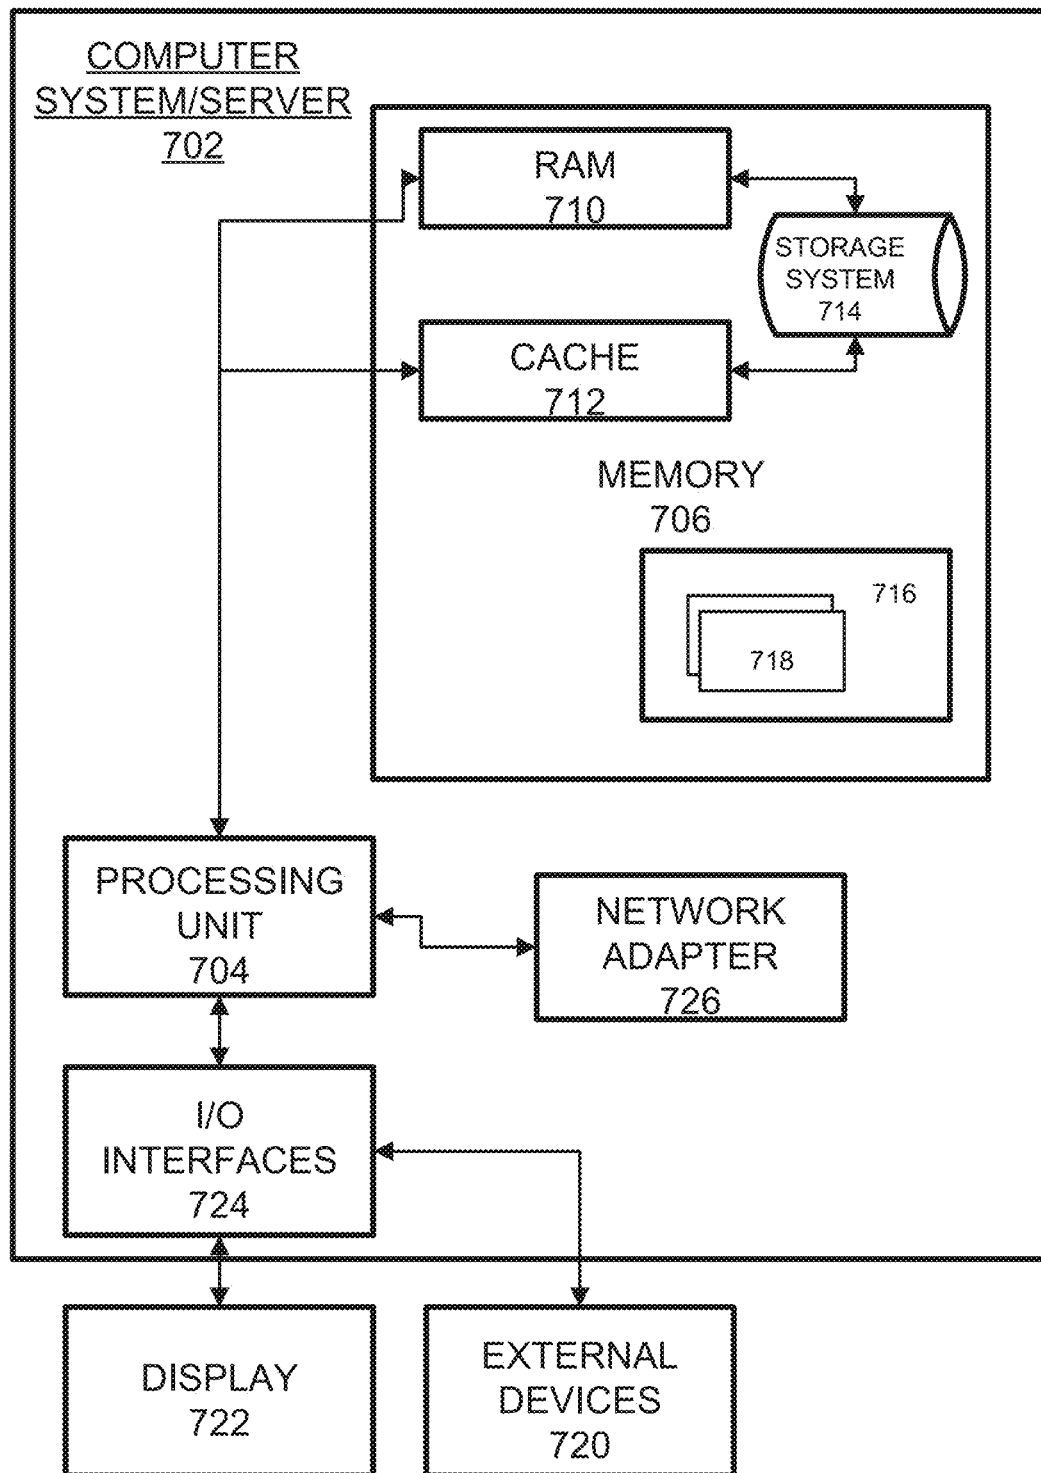 COMPUTER
SYSTEM/SERVER
702
RAM
710
STORAGE
SYSTEM
714
CACHE
712
MEMORY
706
716
718
PROCESSING
UNIT
704
NETWORK
ADAPTER
726
I/O
INTERFACES
724
DISPLAY
722
EXTERNAL
DEVICES
720